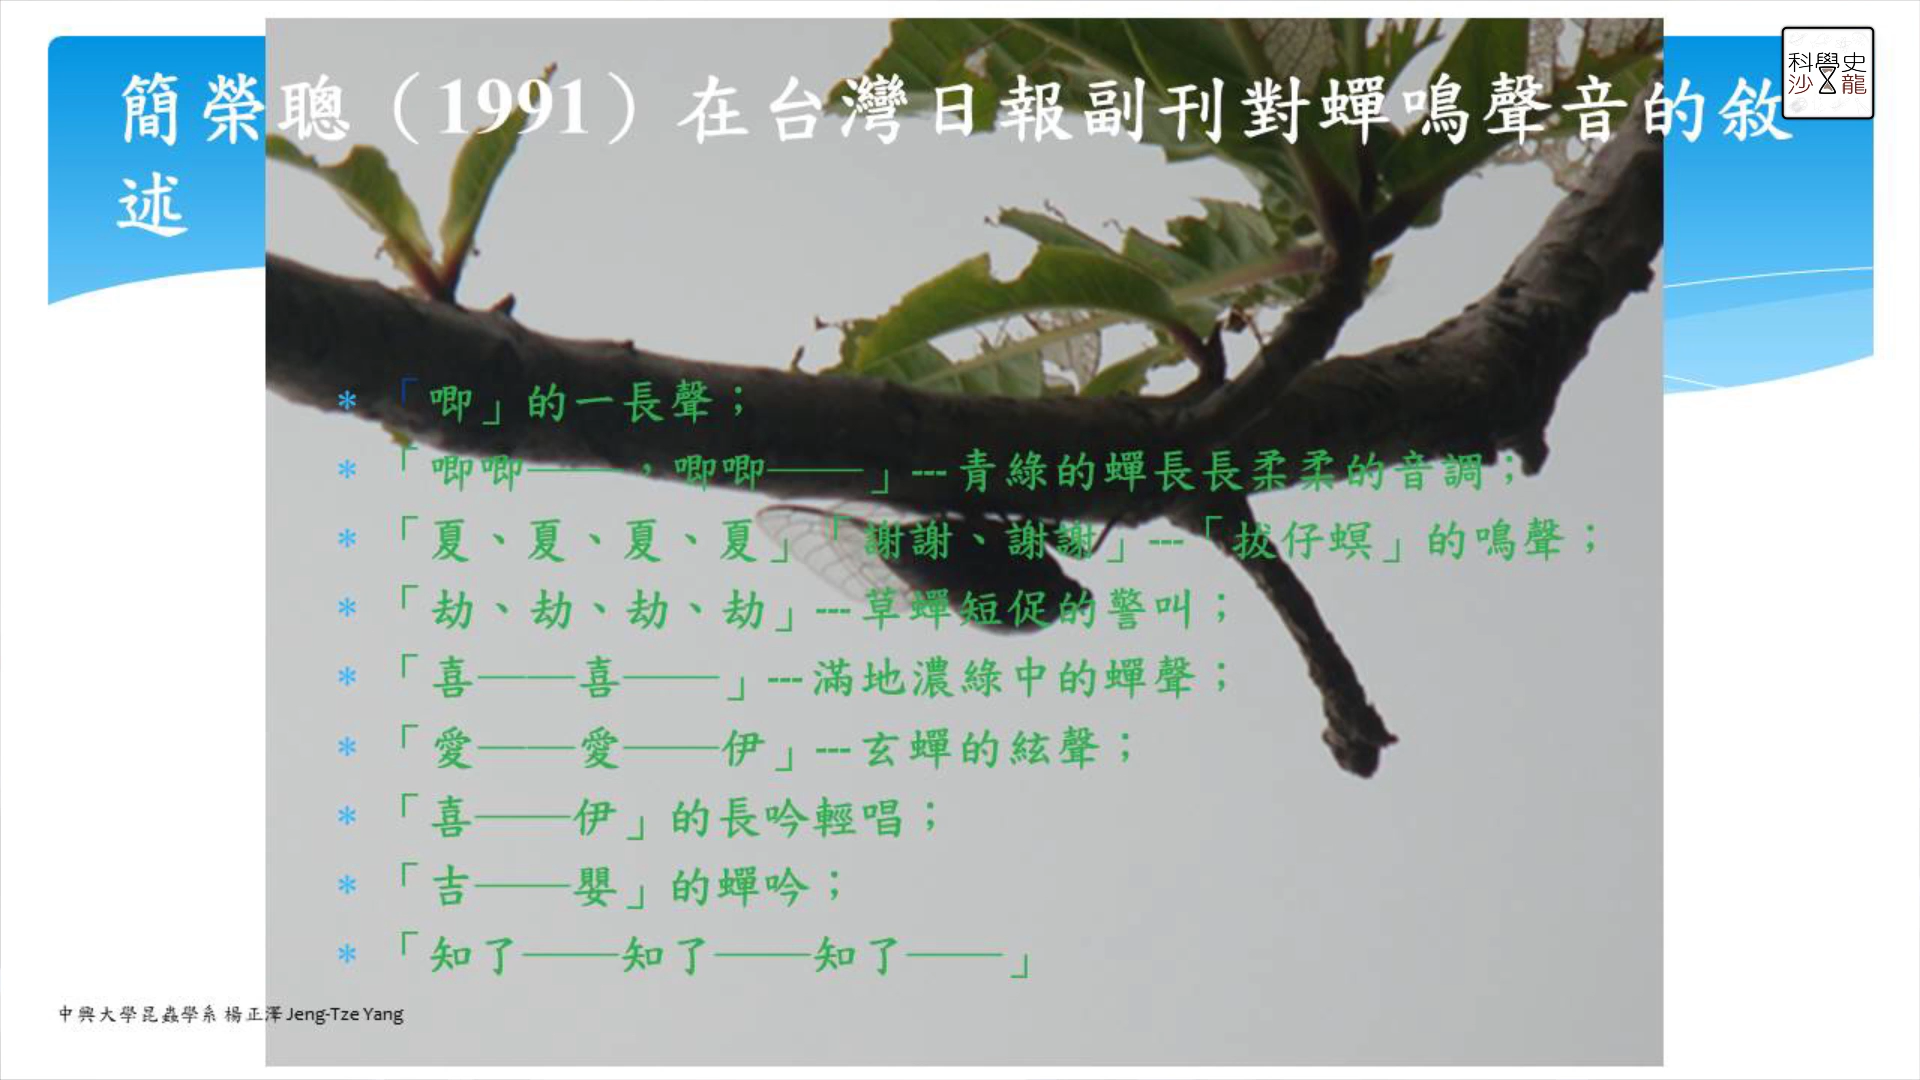 簡榮聰（1991）在台灣日報副刊對蟬鳴聲音的敘
述
科學史
沙龍
* 「唧」的一長聲；
* 「唧唧——，唧唧——」---青綠的蟬長長柔柔的音調；
* 「夏、夏、夏、夏」「謝謝、謝謝」---「拔仔螟」的鳴聲；
* 「劫、劫、劫、劫」---草蟬短促的警叫；
* 「喜——喜——」---滿地濃綠中的蟬聲；
* 「愛——愛——伊」---玄蟬的絃聲；
* 「喜——伊」的長吟輕唱；
* 「吉——嬰」的蟬吟；
* 「知了——知了——知了——」
中興大學昆蟲學系 楊正澤 Jeng-Tze Yang